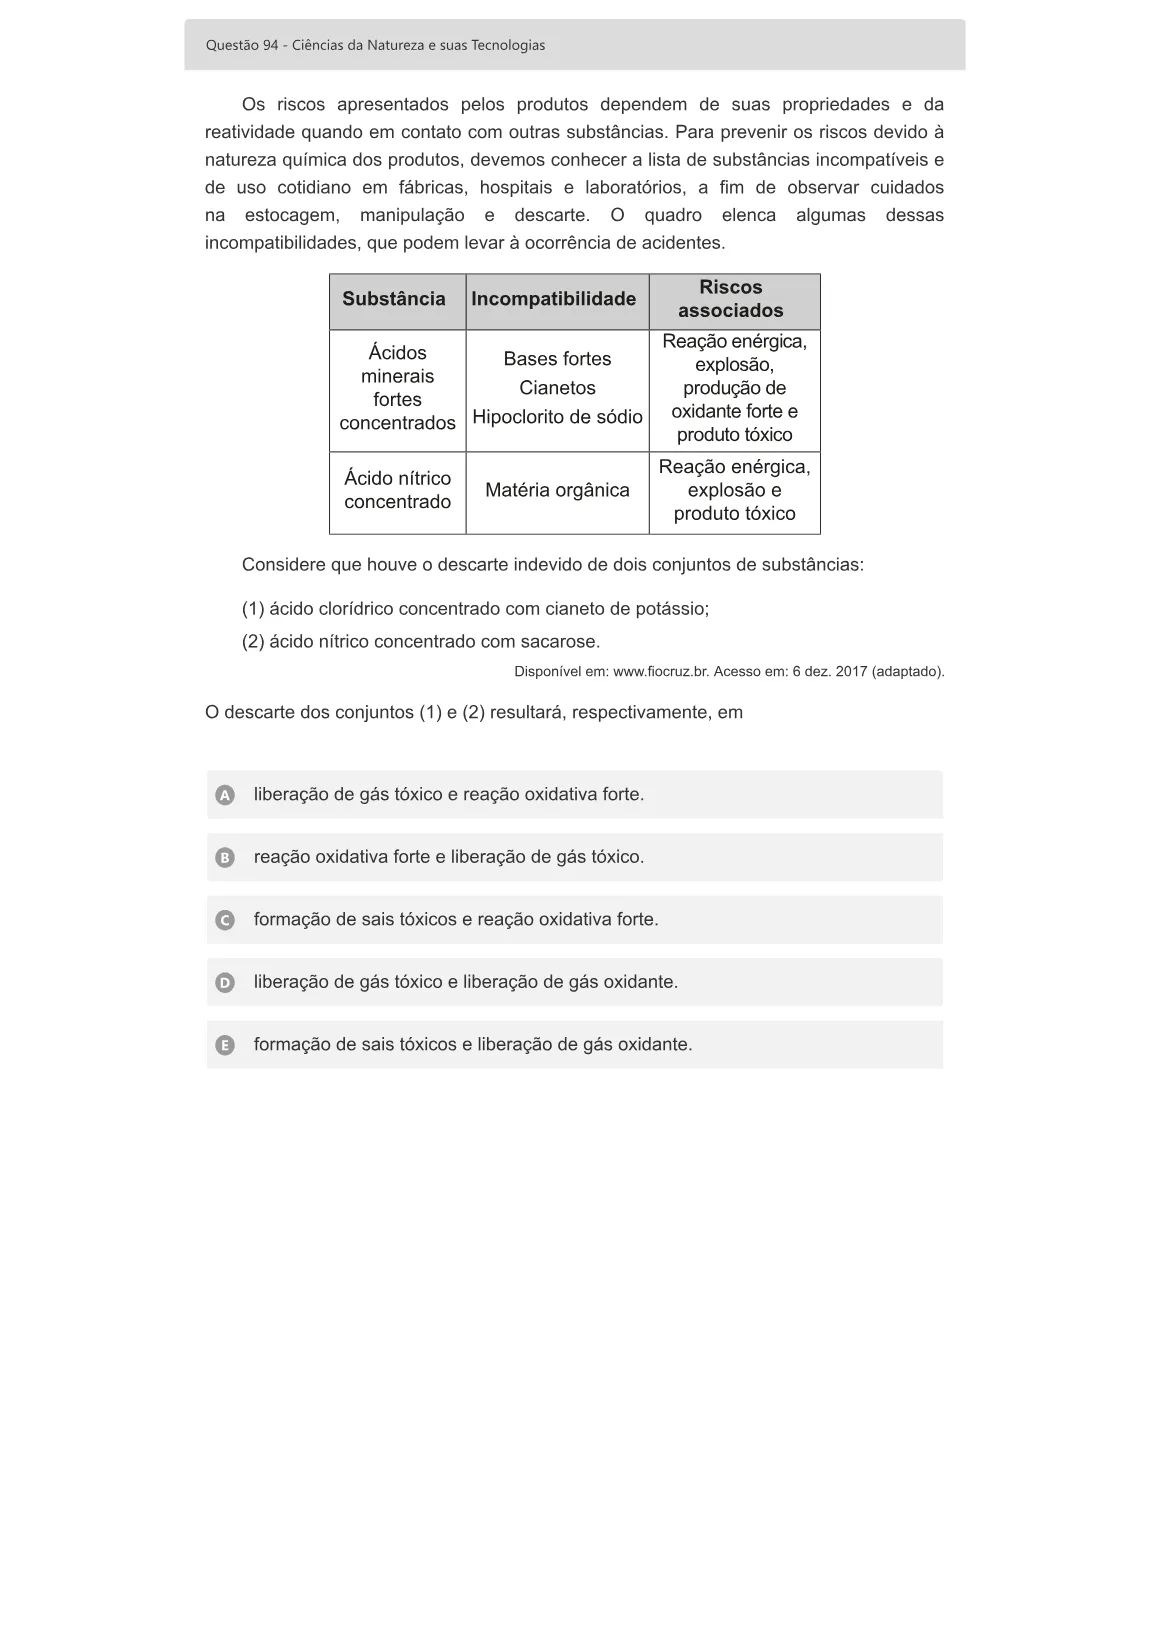 Questão 94 - Ciências da Natureza e suas Tecnologias
Os riscos apresentados pelos produtos dependem de suas propriedades e da
reatividade quando em contato com outras substâncias. Para prevenir os riscos devido à
natureza química dos produtos, devemos conhecer a lista de substâncias incompatíveis e
de uso cotidiano em fábricas, hospitais e laboratórios, a fim de observar cuidados
na estocagem, manipulação e descarte. O quadro elenca algumas dessas
incompatibilidades, que podem levar à ocorrência de acidentes.
Substância
Incompatibilidade
Riscos
associados
Ácidos
minerais
fortes
concentrados
Bases fortes
Cianetos
Hipoclorito de sódio
Reação enérgica,
explosão,
produção de
oxidante forte e
produto tóxico
Ácido nítrico
concentrado
Matéria orgânica
Reação enérgica,
explosão e
produto tóxico
Considere que houve o descarte indevido de dois conjuntos de substâncias:
(1) ácido clorídrico concentrado com cianeto de potássio;
(2) ácido nítrico concentrado com sacarose.
Disponível em: www.fiocruz.br. Acesso em: 6 dez. 2017 (adaptado).
O descarte dos conjuntos (1) e (2) resultará, respectivamente, em
A liberação de gás tóxico e reação oxidativa forte.
B reação oxidativa forte e liberação de gás tóxico.
C formação de sais tóxicos e reação oxidativa forte.
D liberação de gás tóxico e liberação de gás oxidante.
E formação de sais tóxicos e liberação de gás oxidante.